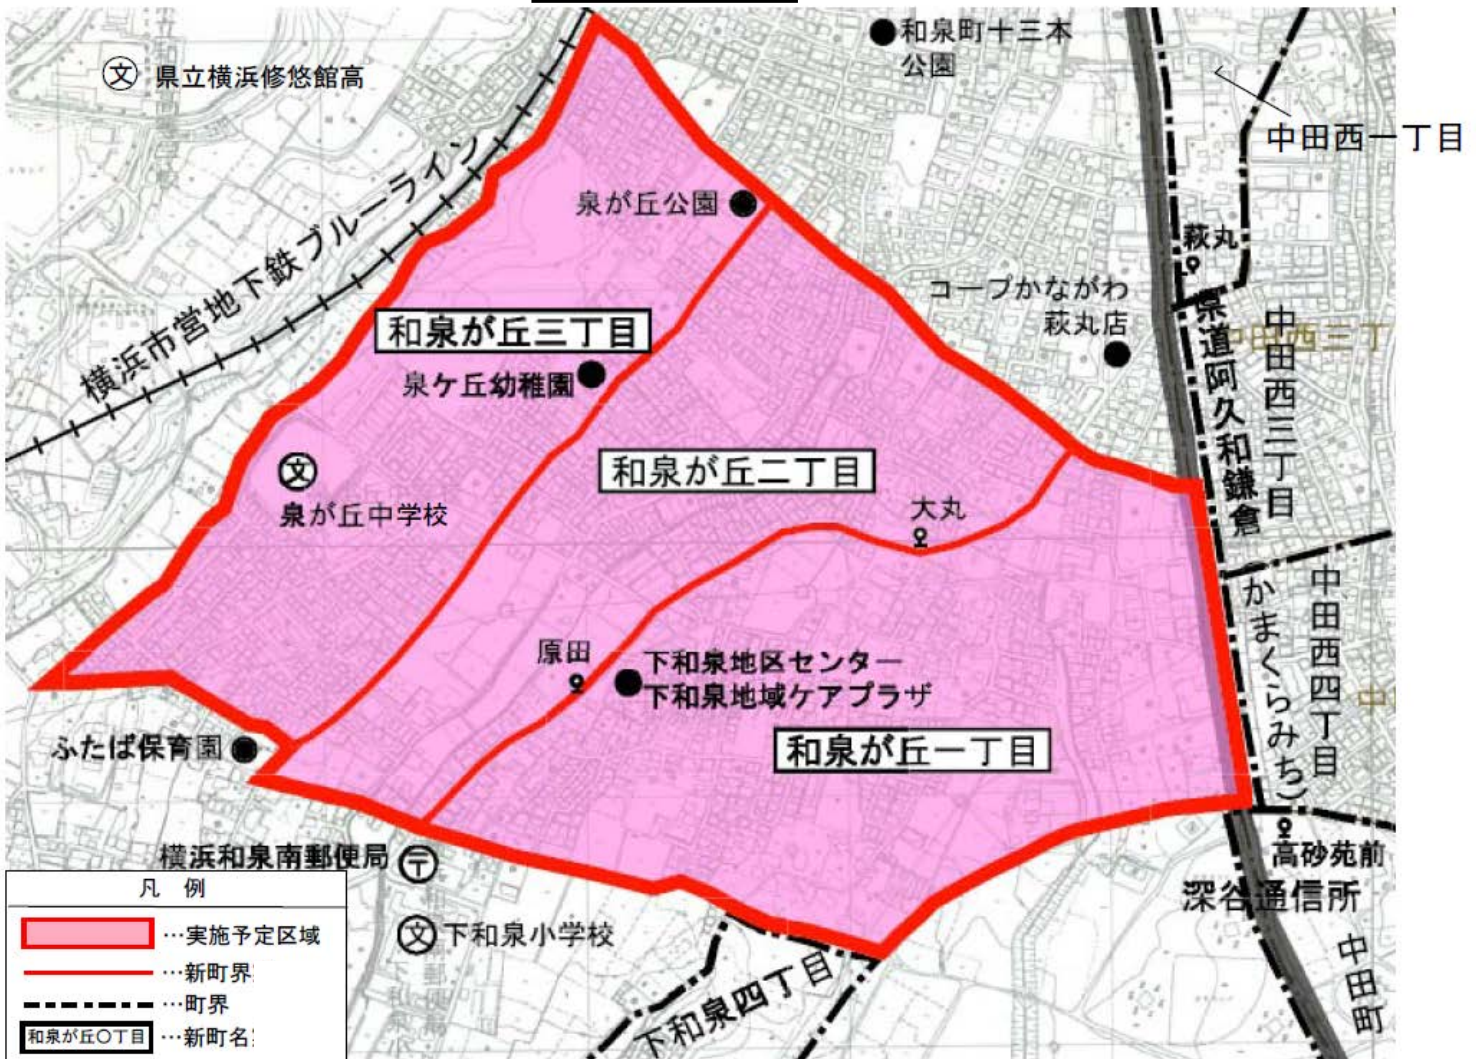 県立横浜修悠館高
和泉町十三本
公園
中田西一丁目
横浜市営地下鉄ブルーライン
泉が丘公園
萩丸
コープかながわ
萩丸店
県道阿久和鎌倉
(かまくらみち)
中田西三丁
中田西三丁目
和泉が丘三丁目
泉ケ丘幼稚園
文
泉が丘中学校
和泉が丘二丁目
大丸
中田西四丁目
原田
下和泉地区センター
下和泉地域ケアプラザ
和泉が丘一丁目
ふたば保育園
横浜和泉南郵便局
〒
文
下和泉小学校
下和泉四丁目
高砂苑前
深谷通信所
中田町
凡 例
…実施予定区域
…新町界
…町界
和泉が丘〇丁目
…新町名
文